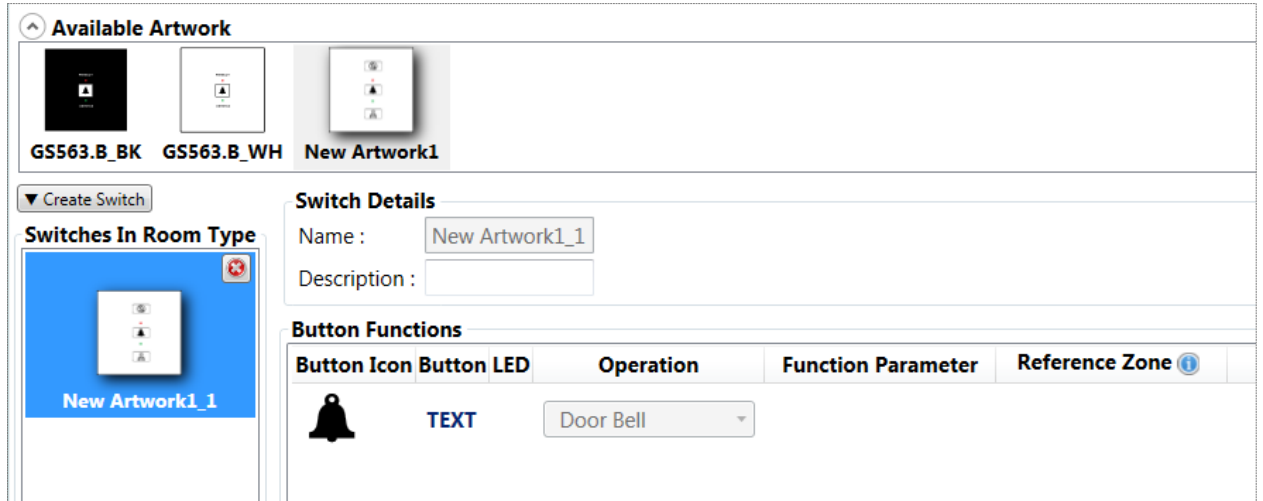 Available Artwork
GS563.B_BK GS563.B_WH New Artwork1
▼ Create Switch
Switches In Room Type
New Artwork1_1
Switch Details
Name : New Artwork1_1
Description :
Button Functions
Button Icon Button LED Operation Function Parameter Reference Zone
TEXT Door Bell